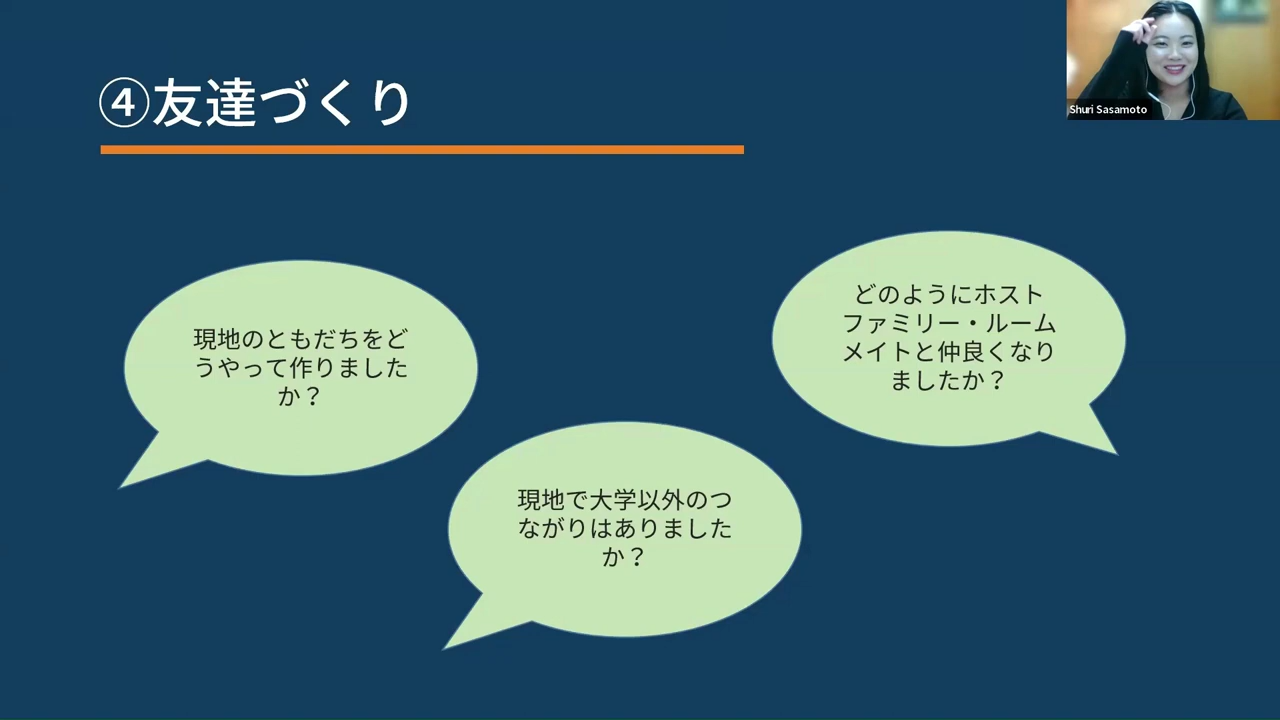 ④友達づくり
Shuri Sasamoto
現地のともだちをど
うやって作りました
か？
どのようにホスト
ファミリー・ルーム
メイトと仲良くなり
ましたか？
現地で大学以外のつ
ながりはありました
か？